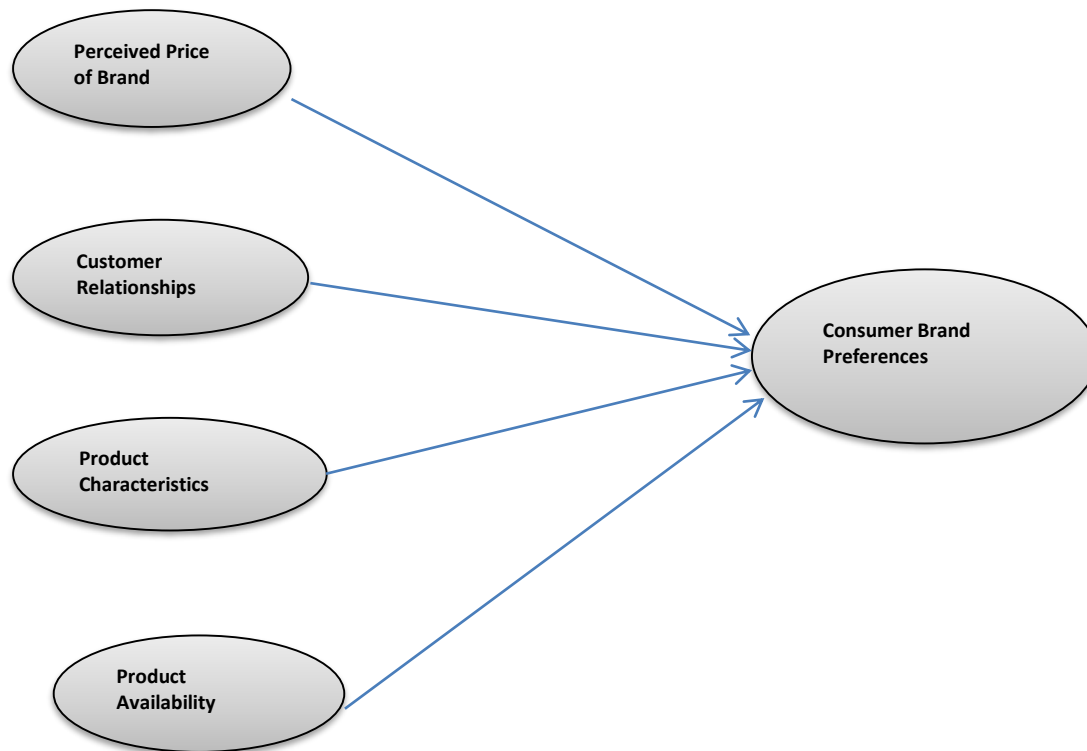 Perceived Price
of Brand
Customer
Relationships
Consumer Brand
Preferences
Product
Characteristics
Product
Availability